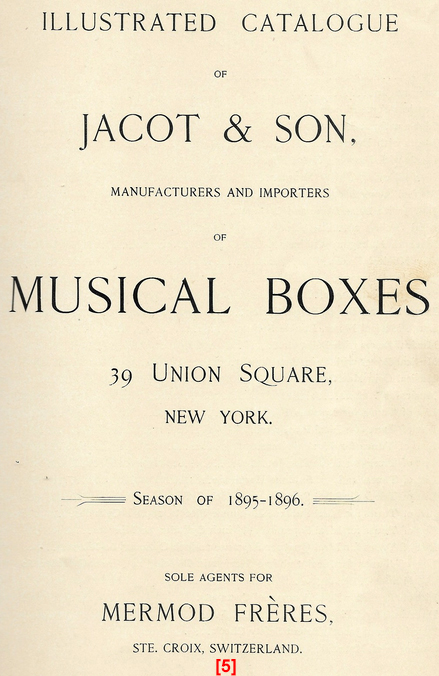 ILLUSTRATED CATALOGUE
OF
JACOT & SON,
MANUFACTURERS AND IMPORTERS
OF
MUSICAL BOXES
39 UNION SQUARE,
NEW YORK.
SEASON OF 1895-1896.
SOLE AGENTS FOR
MERMOD FRÈRES,
STE. CROIX, SWITZERLAND.
[5]